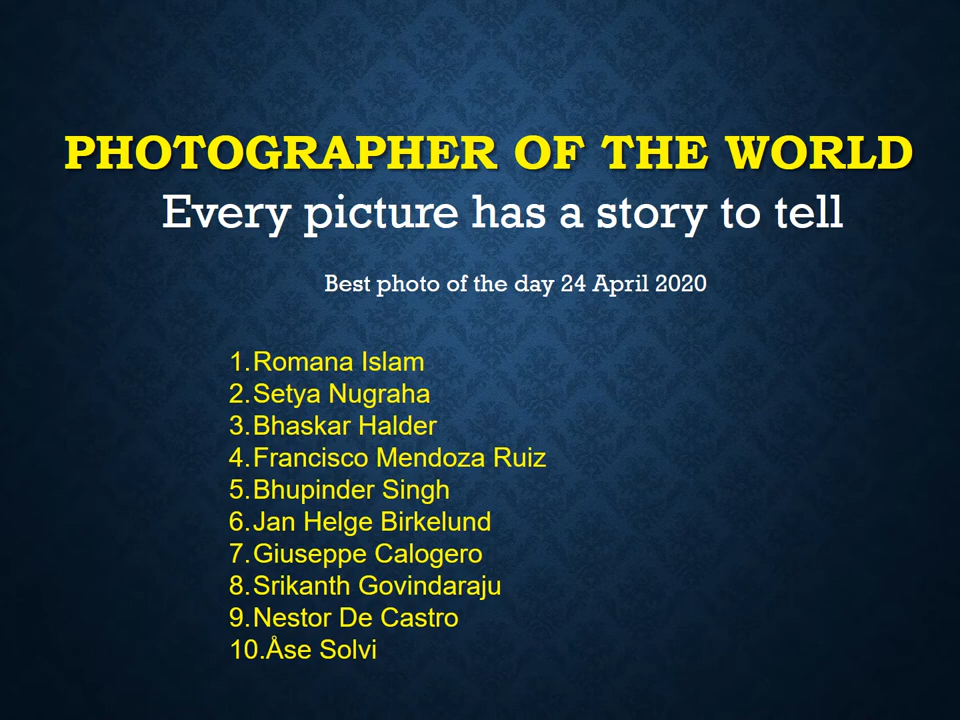 PHOTOGRAPHER OF THE WORLD
Every picture has a story to tell
Best photo of the day 24 April 2020
1. Romana Islam
2. Setya Nugraha
3. Bhaskar Halder
4. Francisco Mendoza Ruiz
5. Bhupinder Singh
6. Jan Helge Birkelund
7. Giuseppe Calogero
8. Srikanth Govindaraju
9. Nestor De Castro
10. Åse Solvi